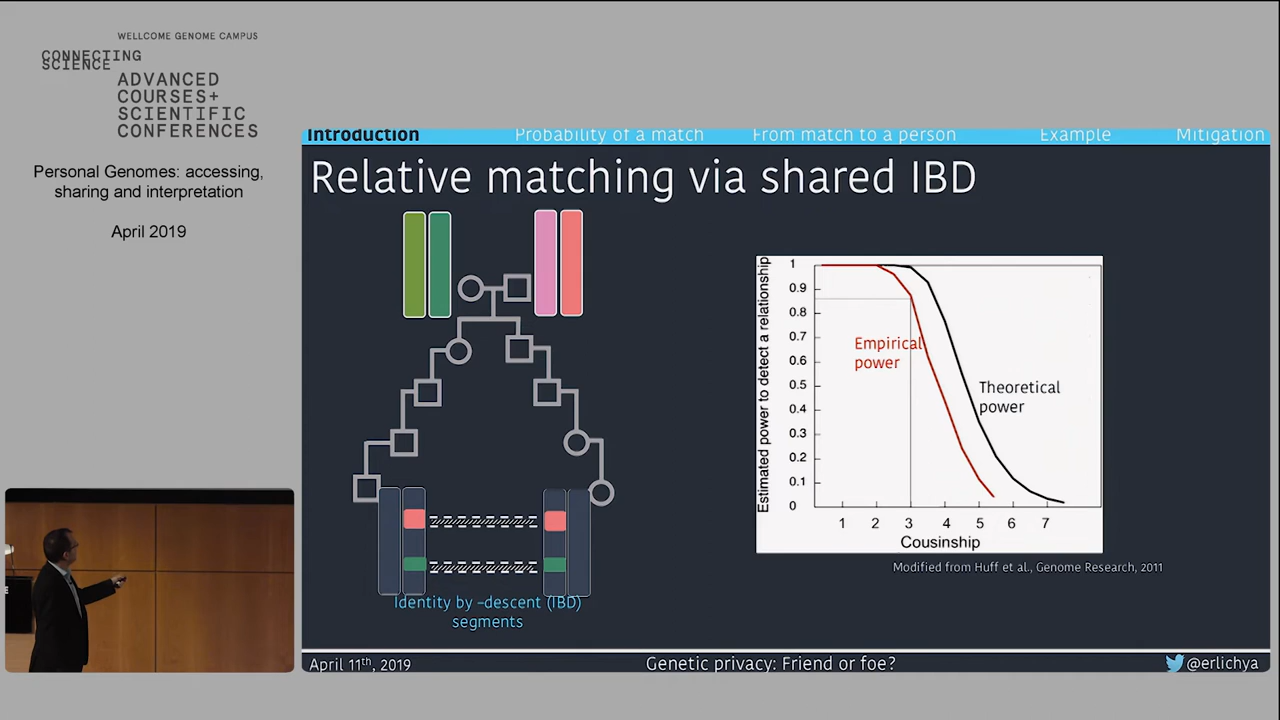 WELLCOME GENOME CAMPUS
CONNECTING
SCIENCE
ADVANCED
COURSES+
SCIENTIFIC
CONFERENCES
Personal Genomes: accessing,
sharing and interpretation
April 2019
Introduction Probability of a match From match to a person Example Mitigation
Relative matching via shared IBD
Estimated power to detect a relationship
1
0.9
0.8
0.7
0.6
0.5
0.4
0.3
0.2
0.1
0
Empirical
power
Theoretical
power
1 2 3 4 5 6 7
Cousinship
Modified from Huff et al., Genome Research, 2011
Identity by –descent (IBD)
segments
April 11th, 2019
Genetic privacy: Friend or foe?
@erlichya